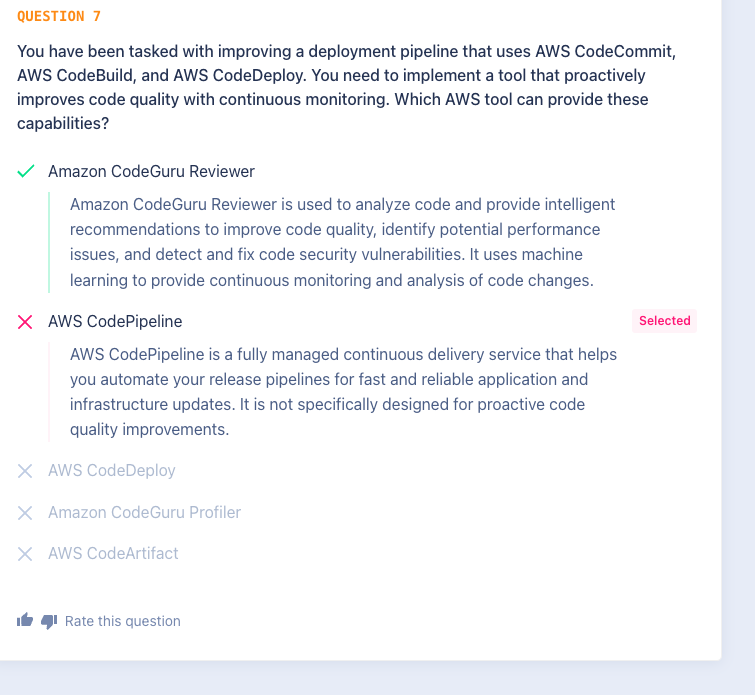 QUESTION 7
You have been tasked with improving a deployment pipeline that uses AWS CodeCommit,
AWS CodeBuild, and AWS CodeDeploy. You need to implement a tool that proactively
improves code quality with continuous monitoring. Which AWS tool can provide these
capabilities?
Amazon CodeGuru Reviewer
Amazon CodeGuru Reviewer is used to analyze code and provide intelligent
recommendations to improve code quality, identify potential performance
issues, and detect and fix code security vulnerabilities. It uses machine
learning to provide continuous monitoring and analysis of code changes.
AWS CodePipeline
Selected
AWS CodePipeline is a fully managed continuous delivery service that helps
you automate your release pipelines for fast and reliable application and
infrastructure updates. It is not specifically designed for proactive code
quality improvements.
AWS CodeDeploy
Amazon CodeGuru Profiler
AWS CodeArtifact
Rate this question